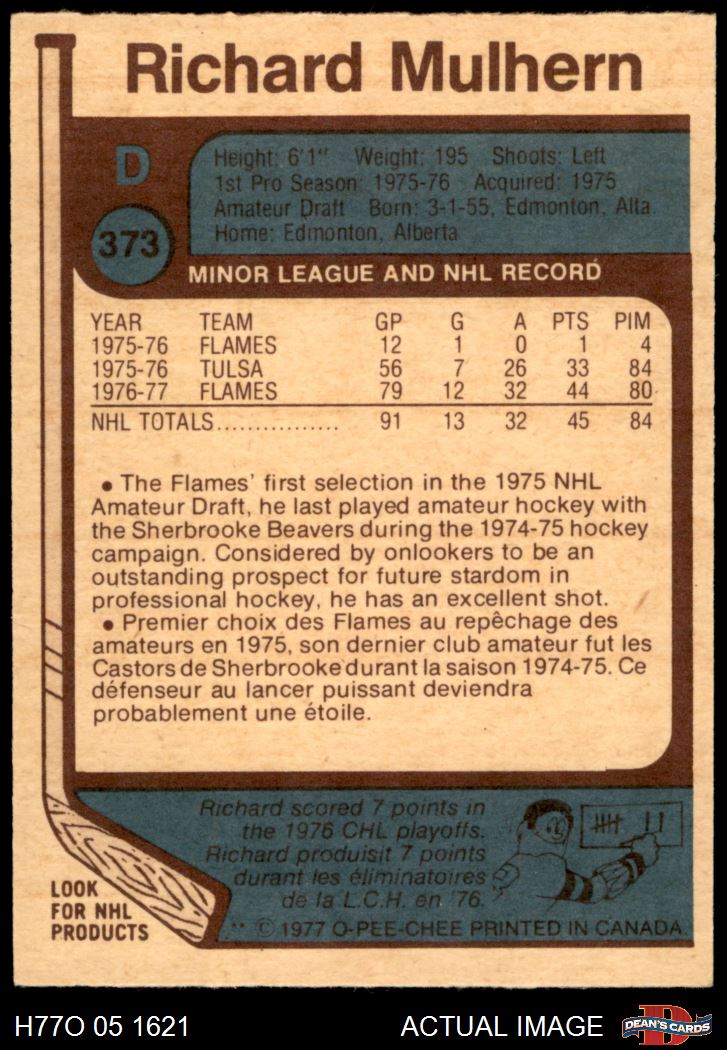 Richard Mulhern
D
Height: 6'1" Weight: 195 Shoots: Left
1st Pro Season: 1975-76 Acquired: 1975
Amateur Draft Born: 3-1-55, Edmonton, Alta.
Home: Edmonton, Alberta
373
MINOR LEAGUE AND NHL RECORD
YEAR TEAM GP G A PTS PIM
1975-76 FLAMES 12 1 0 1 4
1975-76 TULSA 56 7 26 33 84
1976-77 FLAMES 79 12 32 44 80
NHL TOTALS................ 91 13 32 45 84
• The Flames' first selection in the 1975 NHL
Amateur Draft, he last played amateur hockey with
the Sherbrooke Beavers during the 1974-75 hockey
campaign. Considered by onlookers to be an
outstanding prospect for future stardom in
professional hockey, he has an excellent shot.
• Premier choix des Flames au repêchage des
amateurs en 1975, son dernier club amateur fut les
Castors de Sherbrooke durant la saison 1974-75. Ce
défenseur au lancer puissant deviendra
probablement une étoile.
Richard scored 7 points in
the 1976 CHL playoffs.
Richard produisit 7 points
durant les éliminatoires
de la L.C.H. en '76.
LOOK
FOR NHL
PRODUCTS
** © 1977 O-PEE-CHEE PRINTED IN CANADA
H77O 05 1621 ACTUAL IMAGE
D
DEAN'S CARDS